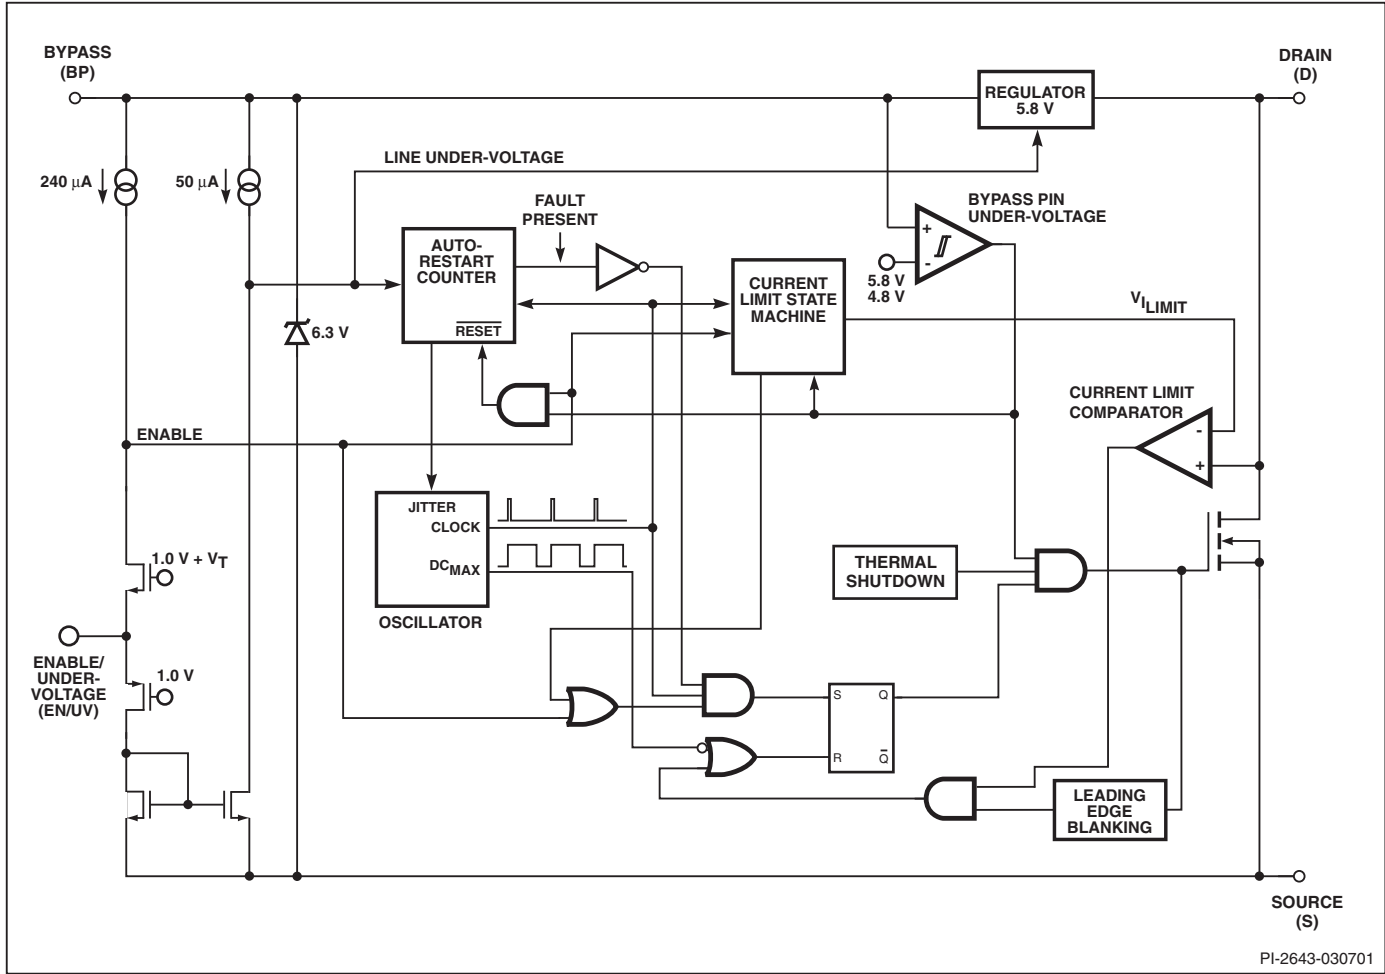 BYPASS
(BP)
DRAIN
(D)
REGULATOR
5.8 V
LINE UNDER-VOLTAGE
240 μA
50 μA
FAULT
PRESENT
BYPASS PIN
UNDER-VOLTAGE
AUTO-
RESTART
COUNTER
RESET
+
-
5.8 V
4.8 V
CURRENT
LIMIT STATE
MACHINE
VILIMIT
6.3 V
CURRENT LIMIT
COMPARATOR
-
+
ENABLE
JITTER
CLOCK
DCMAX
OSCILLATOR
1.0 V + VT
THERMAL
SHUTDOWN
ENABLE/
UNDER-
VOLTAGE
(EN/UV)
1.0 V
S
Q
R
Q̅
LEADING
EDGE
BLANKING
SOURCE
(S)
PI-2643-030701